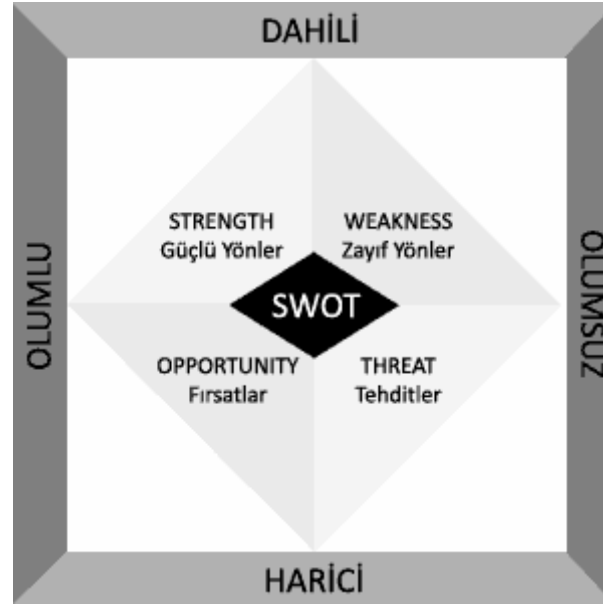 DAHİLİ
STRENGTH
Güçlü Yönler
WEAKNESS
Zayıf Yönler
OLUMLU
SWOT
OLUMSUZ
OPPORTUNITY
Fırsatlar
THREAT
Tehditler
HARİCİ